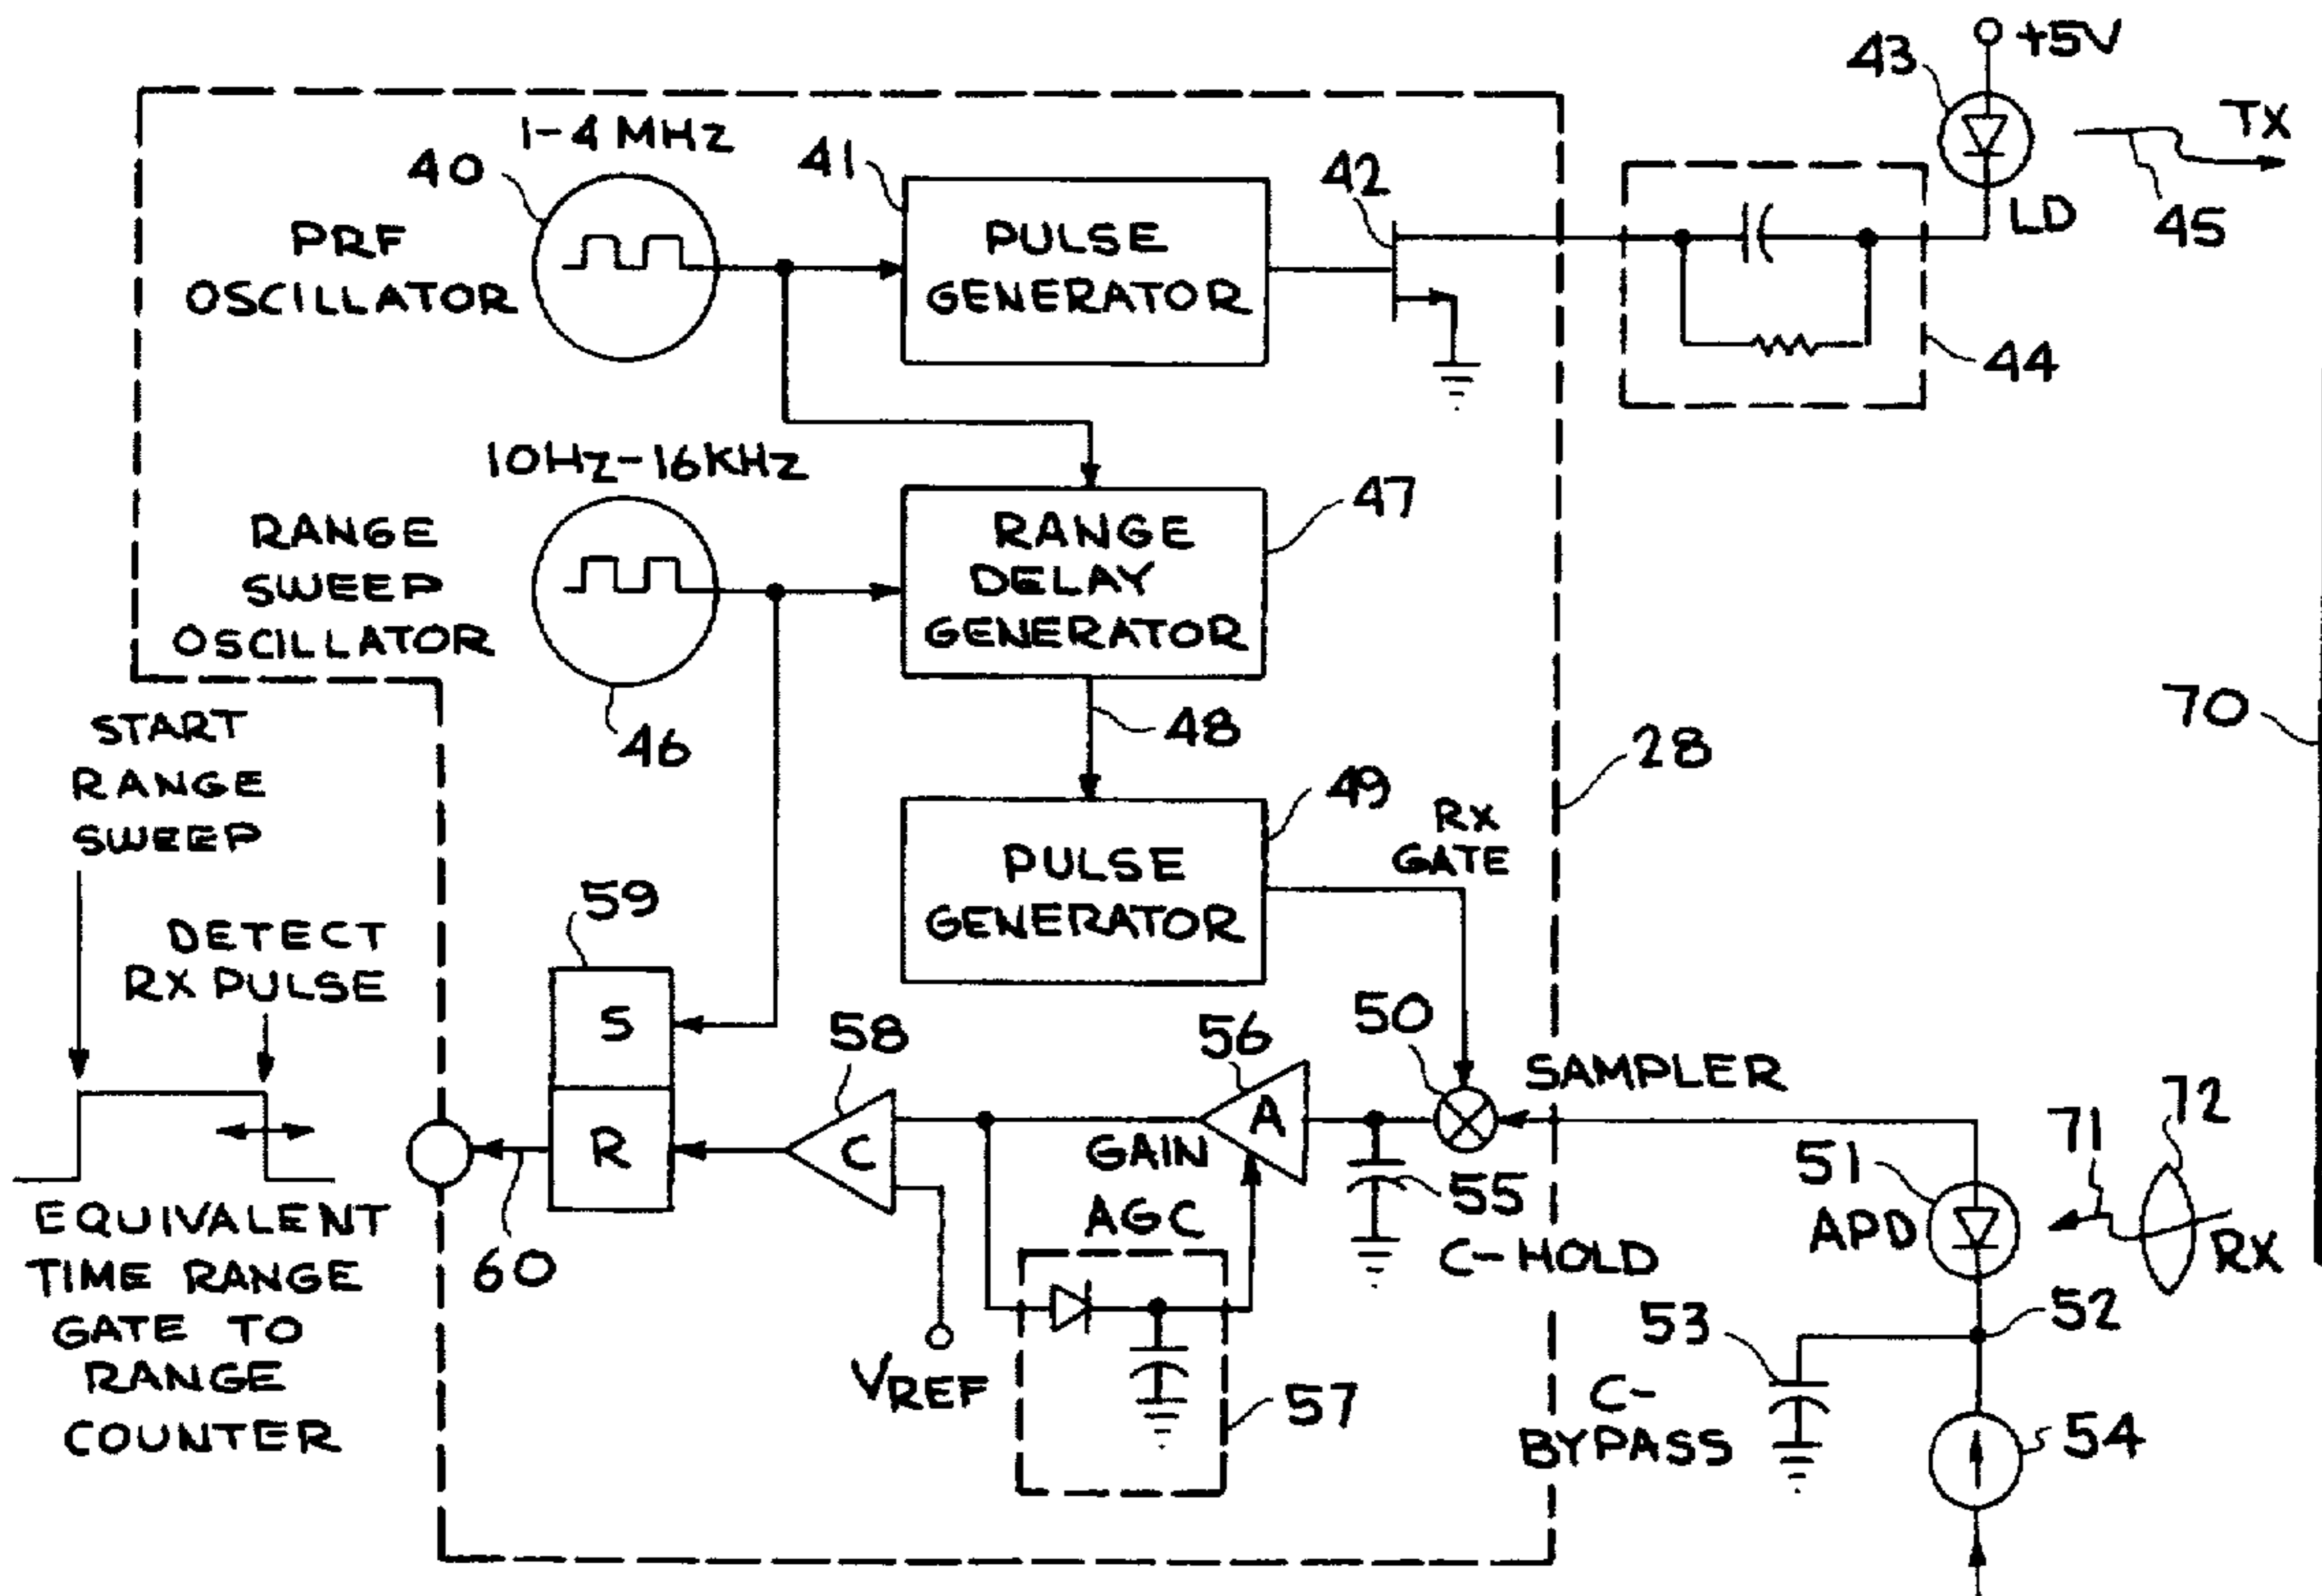 +5V
43
TX
1-4 MHz
40
41
42
45
LD
PRF
OSCILLATOR
PULSE
GENERATOR
44
10Hz-16KHz
47
RANGE
SWEEP
OSCILLATOR
RANGE
DELAY
GENERATOR
46
48
28
70
START
RANGE
SWEEP
49
RX
GATE
PULSE
GENERATOR
59
DETECT
RX PULSE
S
58
56
50
SAMPLER
71
72
R
C
A
GAIN
AGC
55
C-HOLD
51
APD
RX
60
EQUIVALENT
TIME RANGE
GATE TO
RANGE
COUNTER
VREF
57
53
52
C-
BYPASS
54